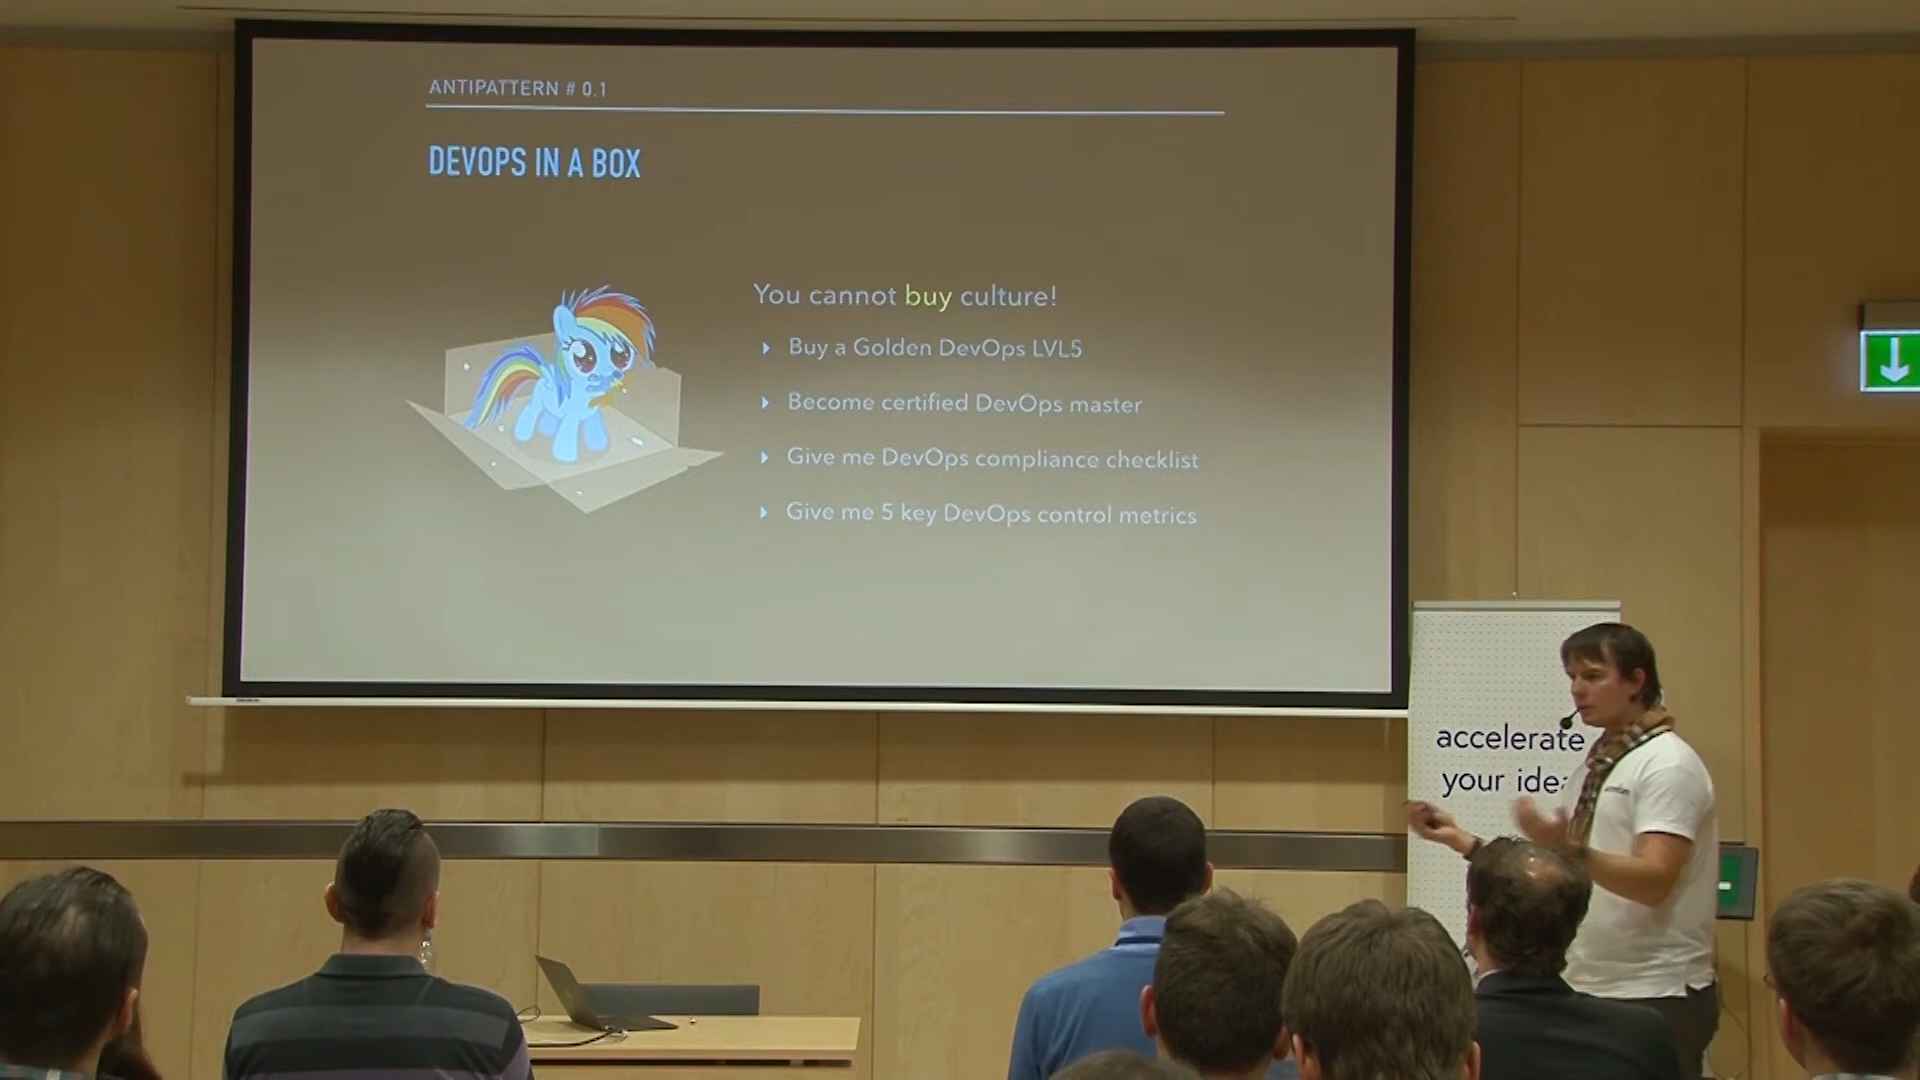 ANTIPATTERN # 0.1
DEVOPS IN A BOX
You cannot buy culture!
Buy a Golden DevOps LVL5
Become certified DevOps master
Give me DevOps compliance checklist
Give me 5 key DevOps control metrics
accelerate
your